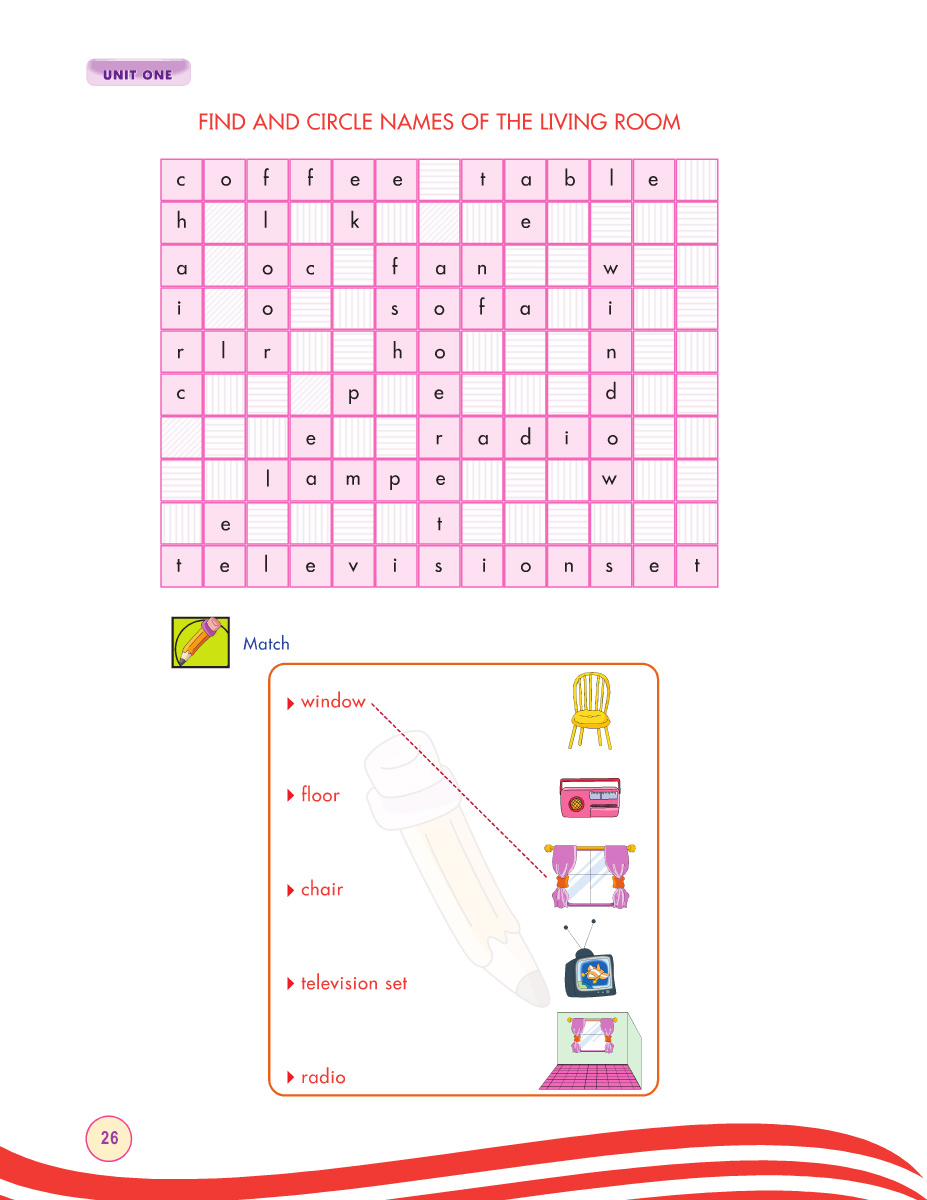 UNIT ONE
FIND AND CIRCLE NAMES OF THE LIVING ROOM
c o f f e e t a b l e
h l k e
a o c f a n w
i o s o f a i
r l r h o n
c p e d
e r a d i o
l a m p e w
e t
t e l e v i s i o n s e t
Match
window
floor
chair
television set
radio
26